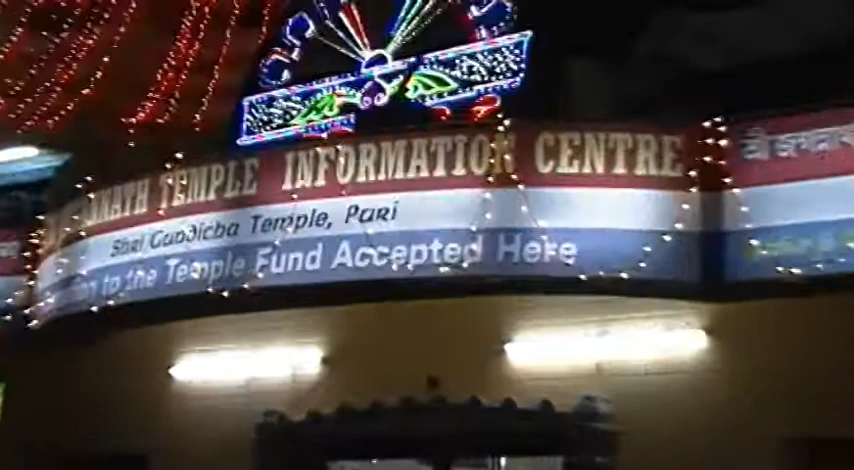 TEMPLE INFORMATION CENTRE
Shri Gundicha Temple, Puri
to the Temple Fund Accepted Here